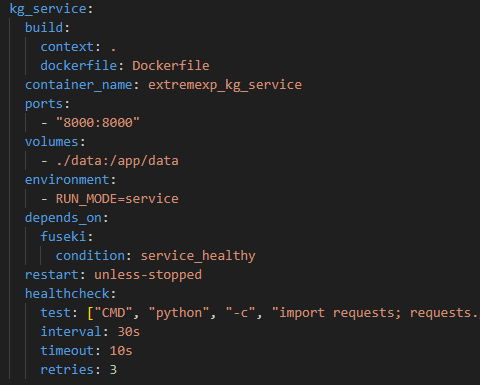 kg_service:
build:
context: .
dockerfile: Dockerfile
container_name: extremexp_kg_service
ports:
- "8000:8000"
volumes:
- ./data:/app/data
environment:
- RUN_MODE=service
depends_on:
fuseki:
condition: service_healthy
restart: unless-stopped
healthcheck:
test: ["CMD", "python", "-c", "import requests; requests.
interval: 30s
timeout: 10s
retries: 3